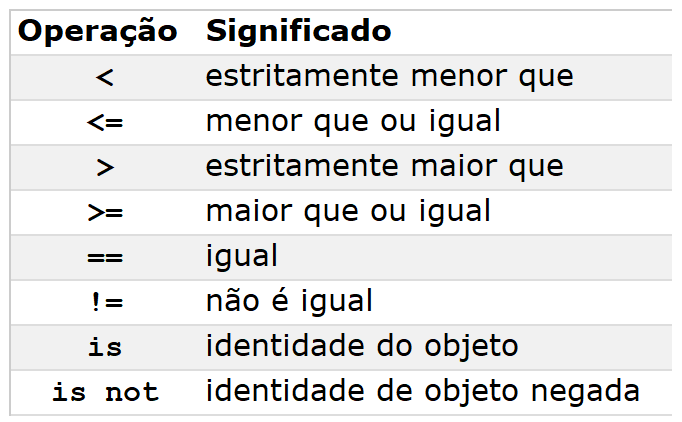 Operação Significado
< estritamente menor que
<= menor que ou igual
> estritamente maior que
>= maior que ou igual
== igual
!= não é igual
is identidade do objeto
is not identidade de objeto negada